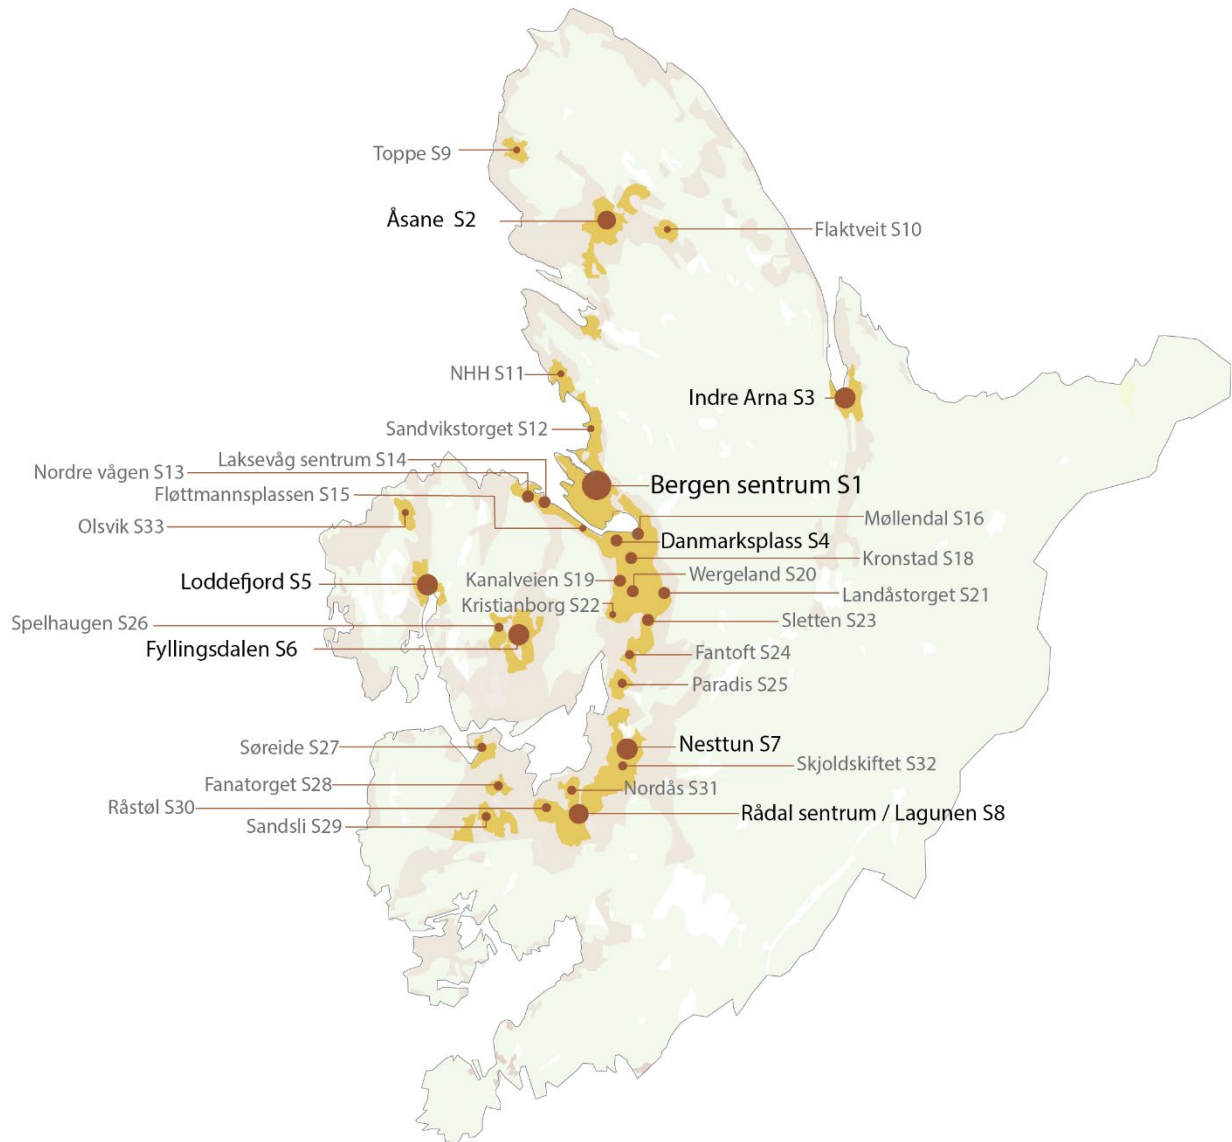 Toppe S9
Åsane S2
Flaktveit S10
NHH S11
Indre Arna S3
Sandvikstorget S12
Laksevåg sentrum S14
Nordre vågen S13
Bergen sentrum S1
Fløttmannsplassen S15
Møllendal S16
Olsvik S33
Danmarksplass S4
Kronstad S18
Loddefjord S5
Kanalveien S19
Wergeland S20
Landåstorget S21
Kristianborg S22
Spelhaugen S26
Sletten S23
Fyllingsdalen S6
Fantoft S24
Paradis S25
Søreide S27
Nesttun S7
Skjoldskiftet S32
Fanatorget S28
Nordås S31
Råstøl S30
Rådal sentrum / Lagunen S8
Sandsli S29